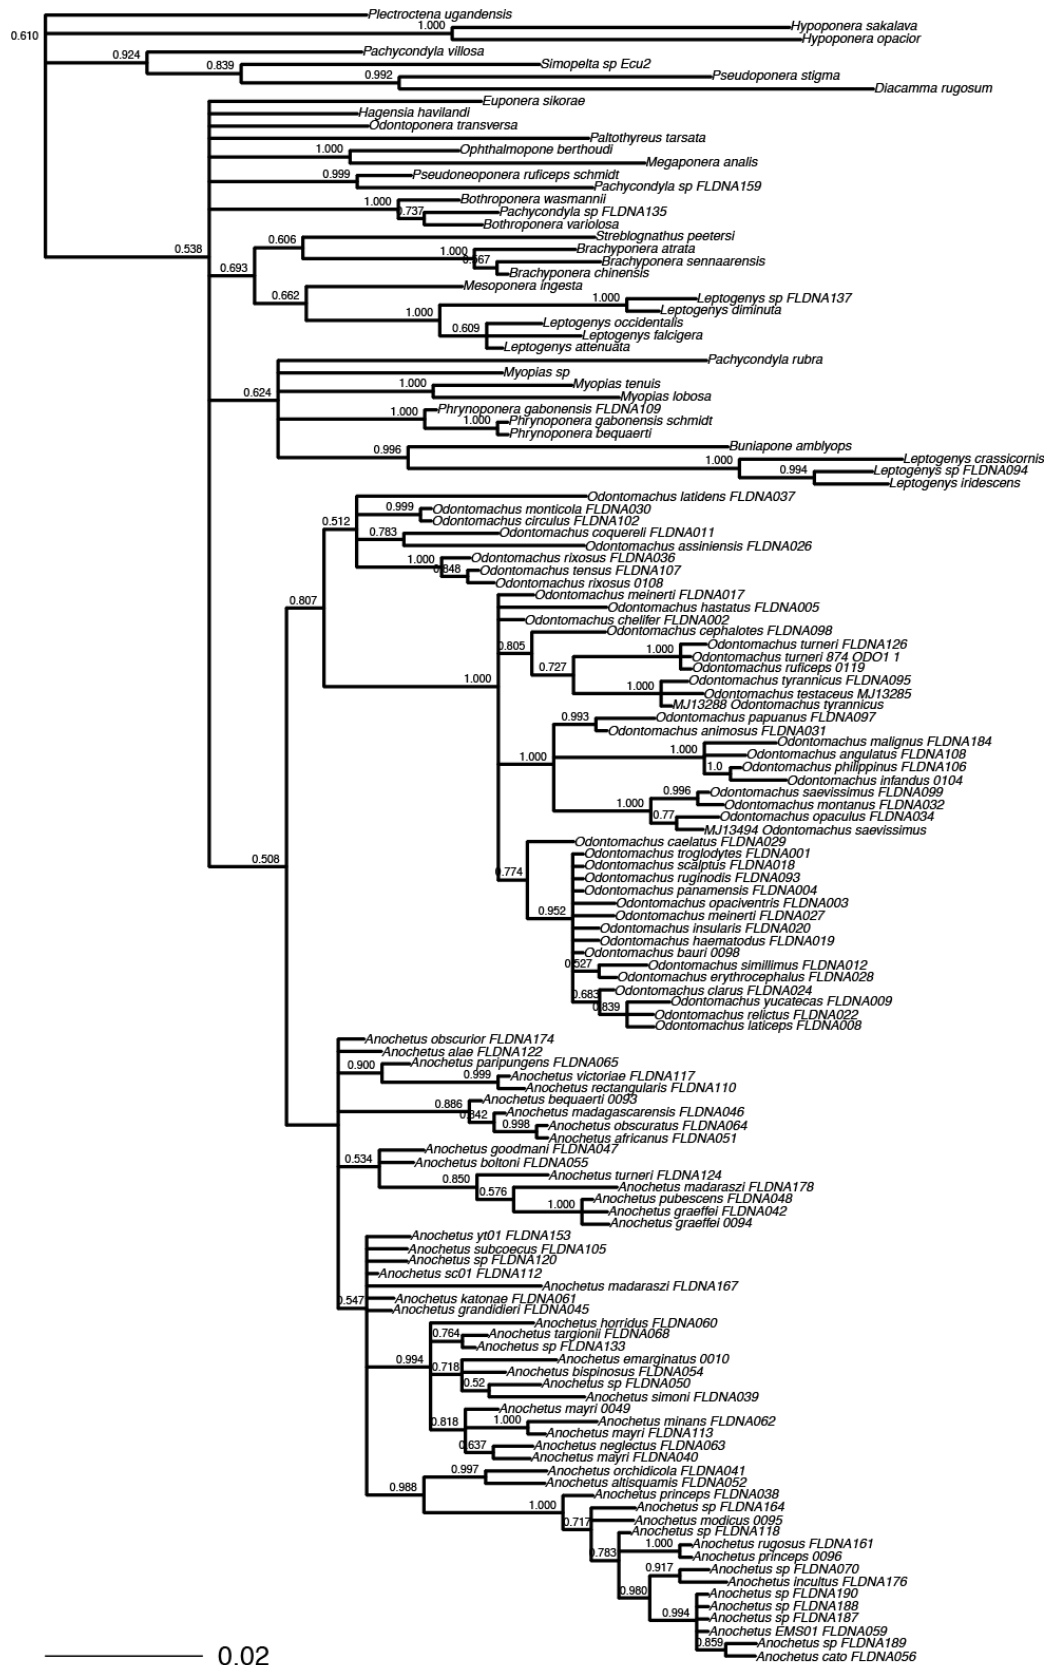 Plectroctena ugandensis
1.000
Hypoponera sakalava
0.610
Hypoponera opacior
Pachycondyla villosa
0.924
Simopelta sp Ecu2
0.839
Pseudoponera stigma
0.992
Diacamma rugosum
Euponera sikorae
Hagensia havilandi
Odontoponera transversa
Paltothyreus tarsata
1.000
Ophthalmopone berthoudi
Megaponera analis
0.999
Pseudoneoponera ruficeps schmidt
Pachycondyla sp FLDNA159
1.000
Bothroponera wasmannii
0.737
Pachycondyla sp FLDNA135
Bothroponera variolosa
0.538
0.606
Streblognathus peetersi
1.000
Brachyponera atrata
Brachyponera sennaarensis
0.693
Brachyponera chinensis
Mesoponera ingesta
0.662
1.000
Leptogenys sp FLDNA137
Leptogenys diminuta
1.000
Leptogenys occidentalis
0.609
Leptogenys falcigera
Leptogenys attenuata
Pachycondyla rubra
Myopias sp
1.000
Myopias tenuis
0.624
Myopias lobosa
1.000
Phrynoponera gabonensis FLDNA109
1.000
Phrynoponera gabonensis schmidt
Phrynoponera bequaerti
Buniapone amblyops
0.996
1.000
Leptogenys crassicornis
0.994
Leptogenys sp FLDNA094
Leptogenys iridescens
Odontomachus latidens FLDNA037
0.999
Odontomachus monticola FLDNA030
0.512
Odontomachus circulus FLDNA102
0.783
Odontomachus coquereli FLDNA011
Odontomachus assiniensis FLDNA026
1.000
Odontomachus rixosus FLDNA036
0.848
Odontomachus tensus FLDNA107
Odontomachus rixosus 0108
0.807
Odontomachus meinerti FLDNA017
Odontomachus hastatus FLDNA005
Odontomachus chelifer FLDNA002
Odontomachus cephalotes FLDNA098
0.805
1.000
Odontomachus turneri FLDNA126
Odontomachus turneri 874 ODO1 1
0.727
Odontomachus ruficeps 0119
1.000
1.000
Odontomachus tyrannicus FLDNA095
Odontomachus testaceus MJ13285
MJ13288 Odontomachus tyrannicus
0.993
Odontomachus papuanus FLDNA097
Odontomachus animosus FLDNA031
1.000
1.000
Odontomachus malignus FLDNA184
Odontomachus angulatus FLDNA108
1.0
Odontomachus philippinus FLDNA106
Odontomachus infandus 0104
0.996
Odontomachus saevissimus FLDNA099
1.000
Odontomachus montanus FLDNA032
0.77
Odontomachus opaculus FLDNA034
MJ13494 Odontomachus saevissimus
Odontomachus caelatus FLDNA029
Odontomachus troglodytes FLDNA001
Odontomachus scalptus FLDNA018
0.774
Odontomachus ruginodis FLDNA093
Odontomachus panamensis FLDNA004
0.508
0.952
Odontomachus opaciventris FLDNA003
Odontomachus meinerti FLDNA027
Odontomachus insularis FLDNA020
Odontomachus haematodus FLDNA019
Odontomachus bauri 0098
0.527
Odontomachus simillimus FLDNA012
Odontomachus erythrocephalus FLDNA028
0.683
Odontomachus clarus FLDNA024
0.839
Odontomachus yucatecas FLDNA009
Odontomachus relictus FLDNA022
Odontomachus laticeps FLDNA008
Anochetus obscurior FLDNA174
Anochetus alae FLDNA122
0.900
Anochetus paripungens FLDNA065
0.999
Anochetus victoriae FLDNA117
Anochetus rectangularis FLDNA110
0.886
Anochetus bequaerti 0093
0.842
Anochetus madagascarensis FLDNA046
0.998
Anochetus obscuratus FLDNA064
Anochetus africanus FLDNA051
0.534
Anochetus goodmani FLDNA047
Anochetus boltoni FLDNA055
0.850
Anochetus turneri FLDNA124
0.576
Anochetus madaraszi FLDNA178
1.000
Anochetus pubescens FLDNA048
Anochetus graeffei FLDNA042
Anochetus graeffei 0094
Anochetus yt01 FLDNA153
Anochetus subcoecus FLDNA105
Anochetus sp FLDNA120
Anochetus sc01 FLDNA112
Anochetus madaraszi FLDNA167
0.547
Anochetus katonae FLDNA061
Anochetus grandidieri FLDNA045
Anochetus horridus FLDNA060
0.764
Anochetus targionii FLDNA068
Anochetus sp FLDNA133
0.994
Anochetus emarginatus 0010
0.718
Anochetus bispinosus FLDNA054
0.52
Anochetus sp FLDNA050
Anochetus simoni FLDNA039
Anochetus mayri 0049
0.818
1.000
Anochetus minans FLDNA062
Anochetus mayri FLDNA113
0.637
Anochetus neglectus FLDNA063
Anochetus mayri FLDNA040
0.997
Anochetus orchidicola FLDNA041
0.988
Anochetus altisquamis FLDNA052
Anochetus princeps FLDNA038
1.000
Anochetus sp FLDNA164
0.717
Anochetus modicus 0095
Anochetus sp FLDNA118
0.783
1.000
Anochetus rugosus FLDNA161
Anochetus princeps 0096
0.917
Anochetus sp FLDNA070
0.980
Anochetus incultus FLDNA176
Anochetus sp FLDNA190
0.994
Anochetus sp FLDNA188
Anochetus sp FLDNA187
Anochetus EMS01 FLDNA059
0.859
Anochetus sp FLDNA189
Anochetus cato FLDNA056
0.02